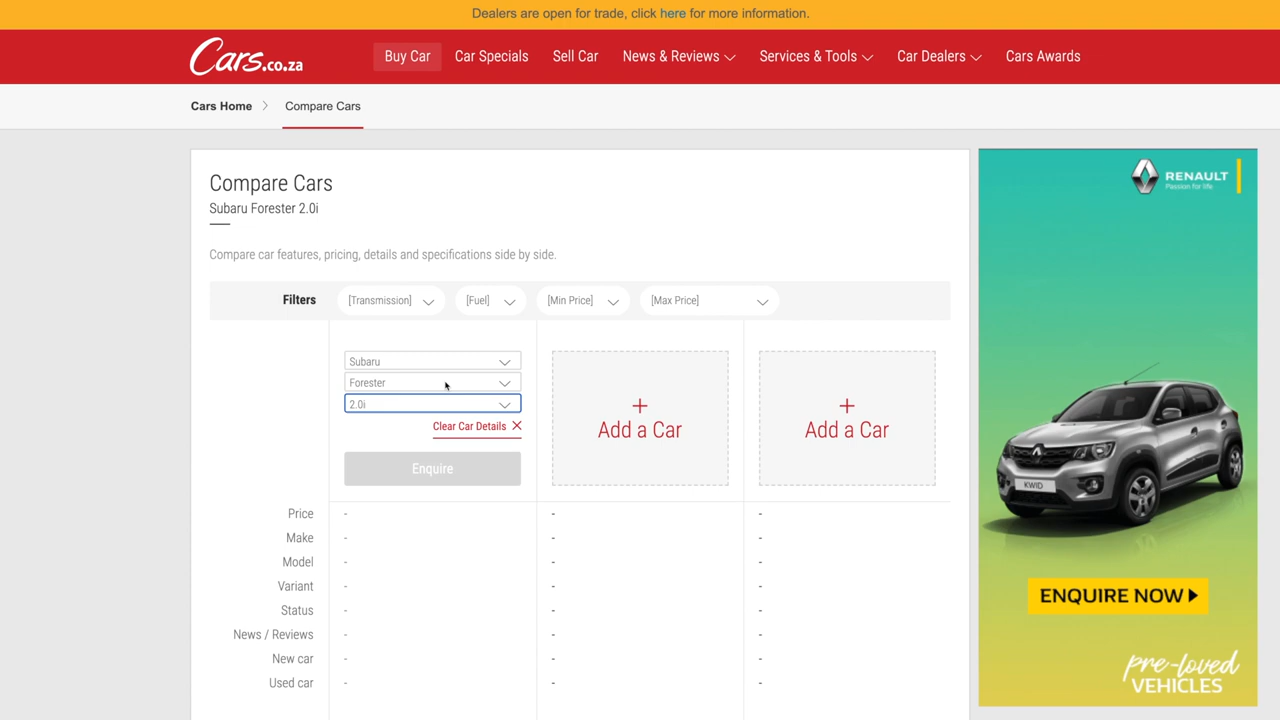 Dealers are open for trade, click here for more information.
Cars.co.za
Buy Car
Car Specials
Sell Car
News & Reviews
Services & Tools
Car Dealers
Cars Awards
Cars Home
Compare Cars
Compare Cars
Subaru Forester 2.0i
Compare car features, pricing, details and specifications side by side.
Filters
[Transmission]
[Fuel]
[Min Price]
[Max Price]
Subaru
Forester
2.0i
Clear Car Details
Enquire
+
Add a Car
+
Add a Car
Price - - -
Make - - -
Model - - -
Variant - - -
Status - - -
News / Reviews - - -
New car - - -
Used car - - -
RENAULT
Passion for life
KWID
ENQUIRE NOW
pre-loved
VEHICLES